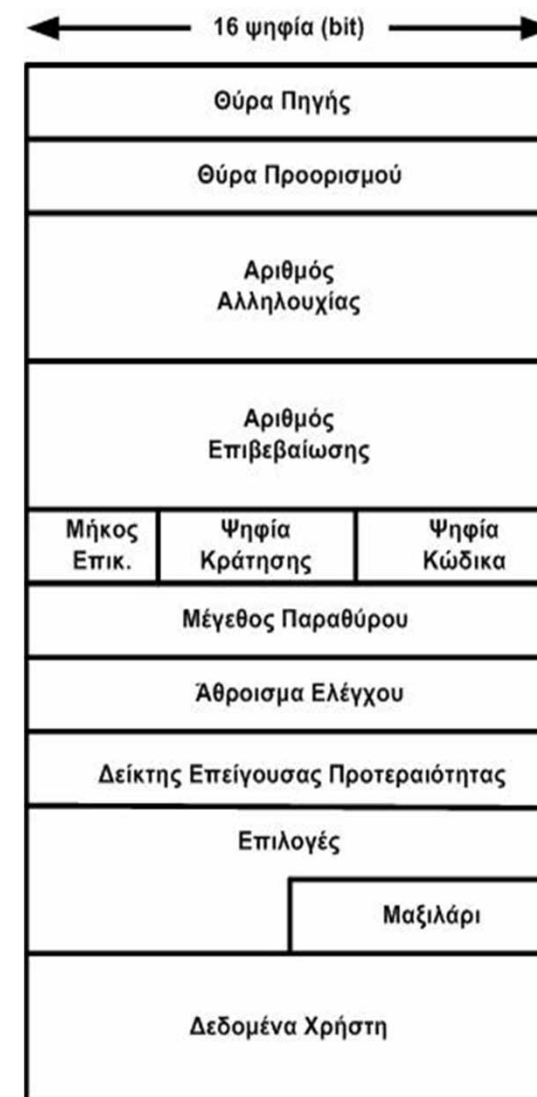 16 ψηφία (bit)
Θύρα Πηγής
Θύρα Προορισμού
Αριθμός
Αλληλουχίας
Αριθμός
Επιβεβαίωσης
Μήκος
Επικ.
Ψηφία
Κράτησης
Ψηφία
Κώδικα
Μέγεθος Παραθύρου
Άθροισμα Ελέγχου
Δείκτης Επείγουσας Προτεραιότητας
Επιλογές
Μαξιλάρι
Δεδομένα Χρήστη